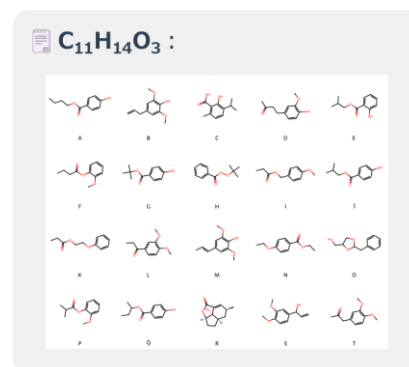 C₁₁H₁₄O₃ :
A B C D E
F G H I J
K L M N O
P Q R S T